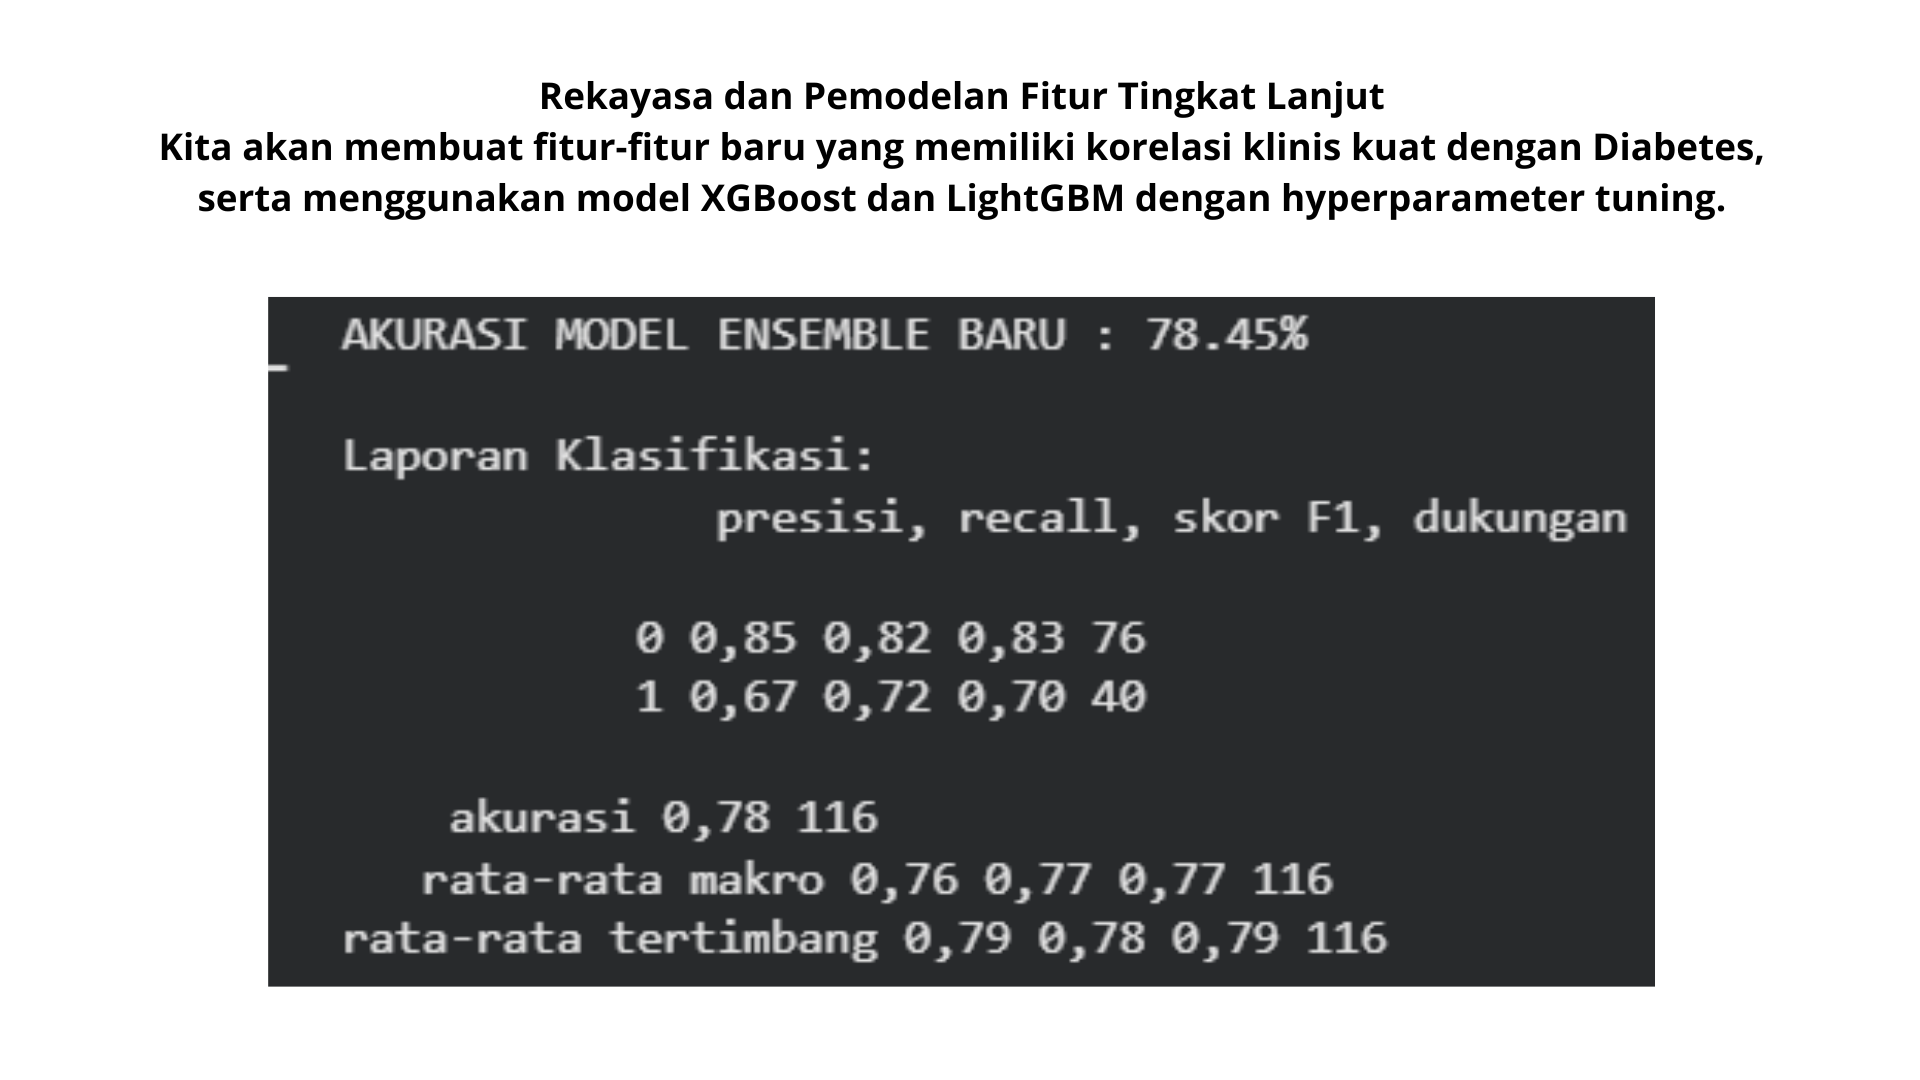 Rekayasa dan Pemodelan Fitur Tingkat Lanjut
Kita akan membuat fitur-fitur baru yang memiliki korelasi klinis kuat dengan Diabetes,
serta menggunakan model XGBoost dan LightGBM dengan hyperparameter tuning.
AKURASI MODEL ENSEMBLE BARU : 78.45%
Laporan Klasifikasi:
presisi, recall, skor F1, dukungan
0 0,85 0,82 0,83 76
1 0,67 0,72 0,70 40
akurasi 0,78 116
rata-rata makro 0,76 0,77 0,77 116
rata-rata tertimbang 0,79 0,78 0,79 116